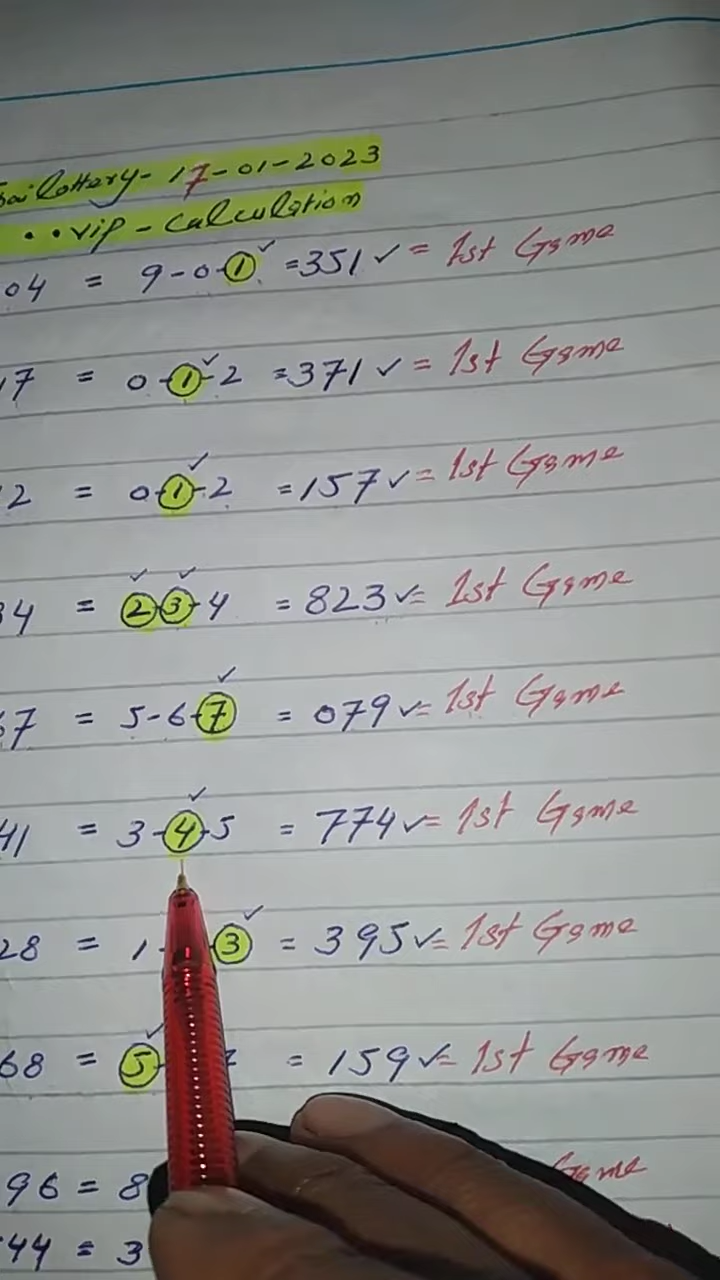 Lottery - 17-01-2023
..vip - calculation
04 = 9-0-1 = 351 ✓ = 1st Game
7 = 0-1-2 = 371 ✓ = 1st Game
2 = 0-1-2 = 157 ✓ = 1st Game
34 = 2 3-4 = 823 ✓ = 1st Game
67 = 5-6-7 = 079 ✓ = 1st Game
41 = 3-4-5 = 774 ✓ = 1st Game
28 = 1- 3 = 395 ✓ = 1st Game
68 = 5- = 159 ✓ = 1st Game
96 = 8 Game
44 = 3